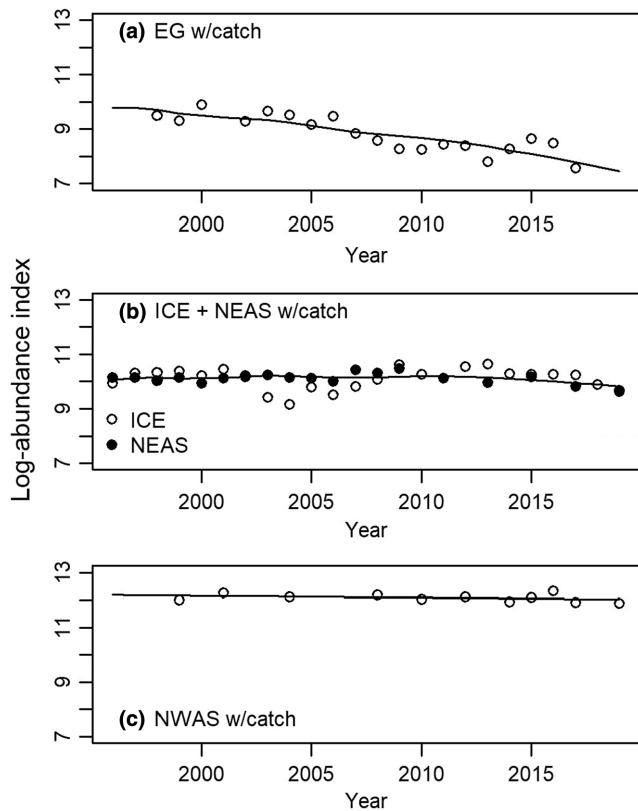 (a) EG w/catch
13
11
9
7
2000 2005 2010 2015
Year
Log-abundance index
(b) ICE + NEAS w/catch
13
11
9
7
ICE
NEAS
2000 2005 2010 2015
Year
13
11
9
7
(c) NWAS w/catch
2000 2005 2010 2015
Year